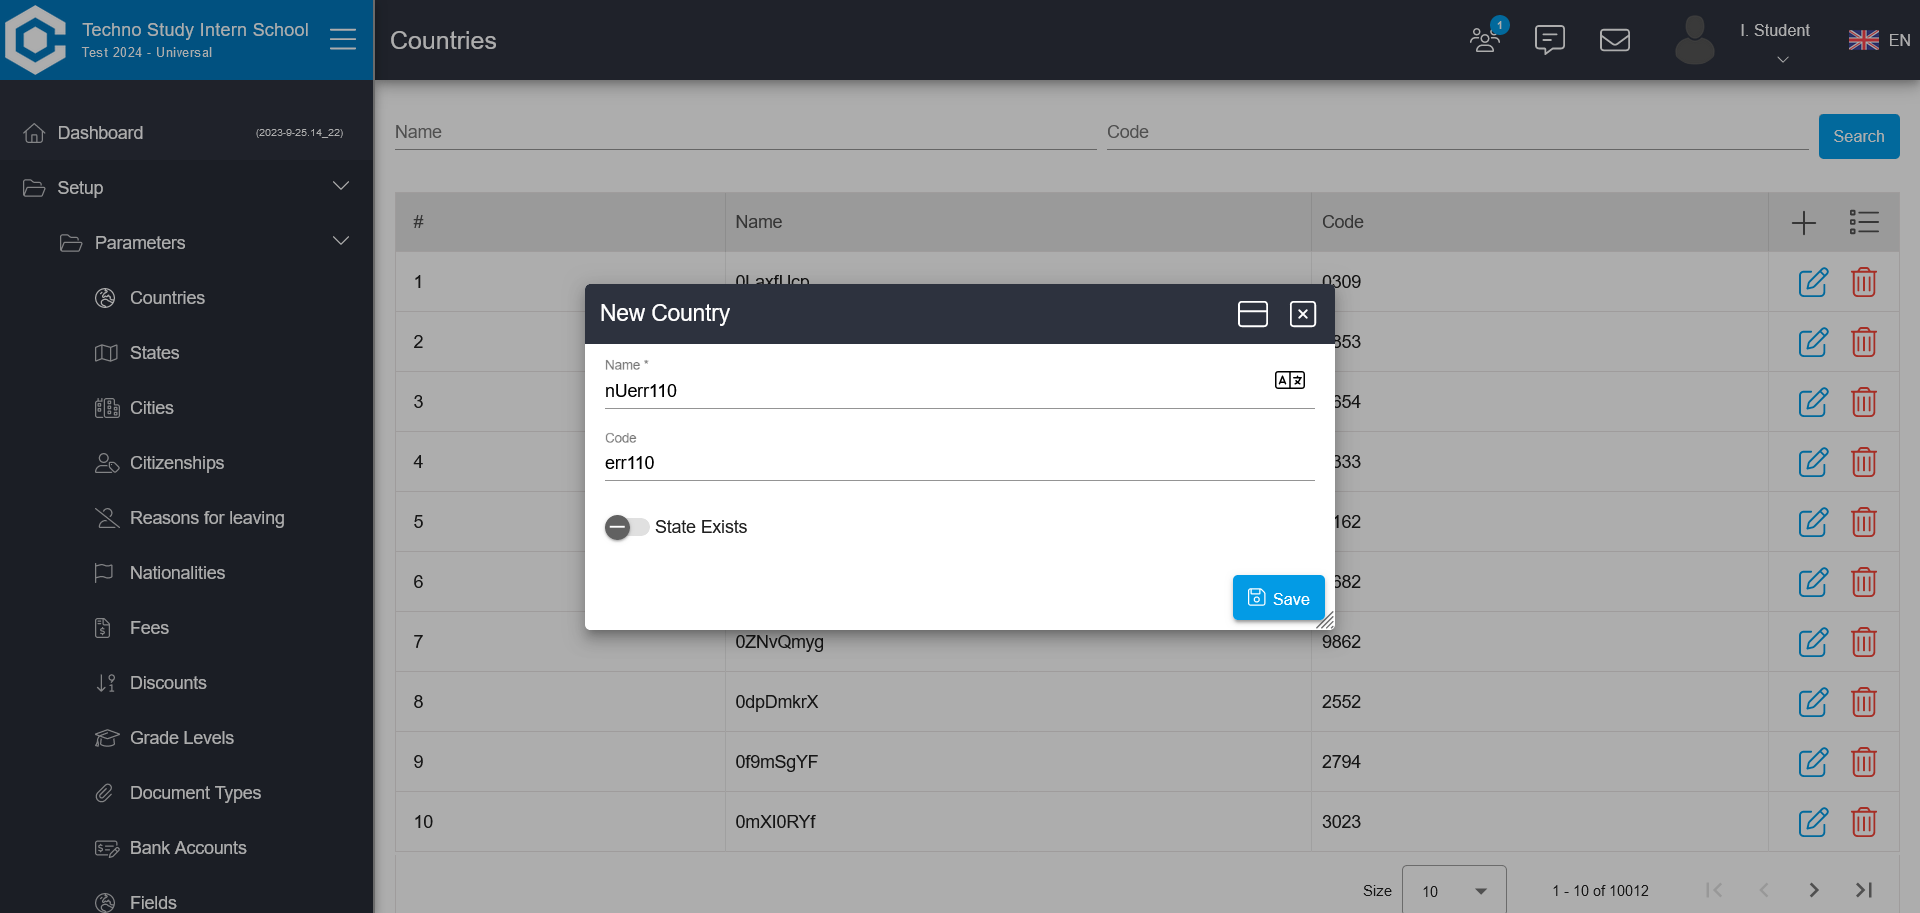 Techno Study Intern School
Test 2024 - Universal
Countries
1
I. Student
EN
Dashboard
(2023-9-25.14_22)
Setup
Parameters
Countries
States
Cities
Citizenships
Reasons for leaving
Nationalities
Fees
Discounts
Grade Levels
Document Types
Bank Accounts
Fields
Name
Code
Search
# Name Code
1 0309
2 853
3 654
4 333
5 162
6 682
7 0ZNvQmyg 9862
8 0dpDmkrX 2552
9 0f9mSgYF 2794
10 0mXI0RYf 3023
Size 10 1 - 10 of 10012
New Country
Name *
nUerr110
Code
err110
State Exists
Save